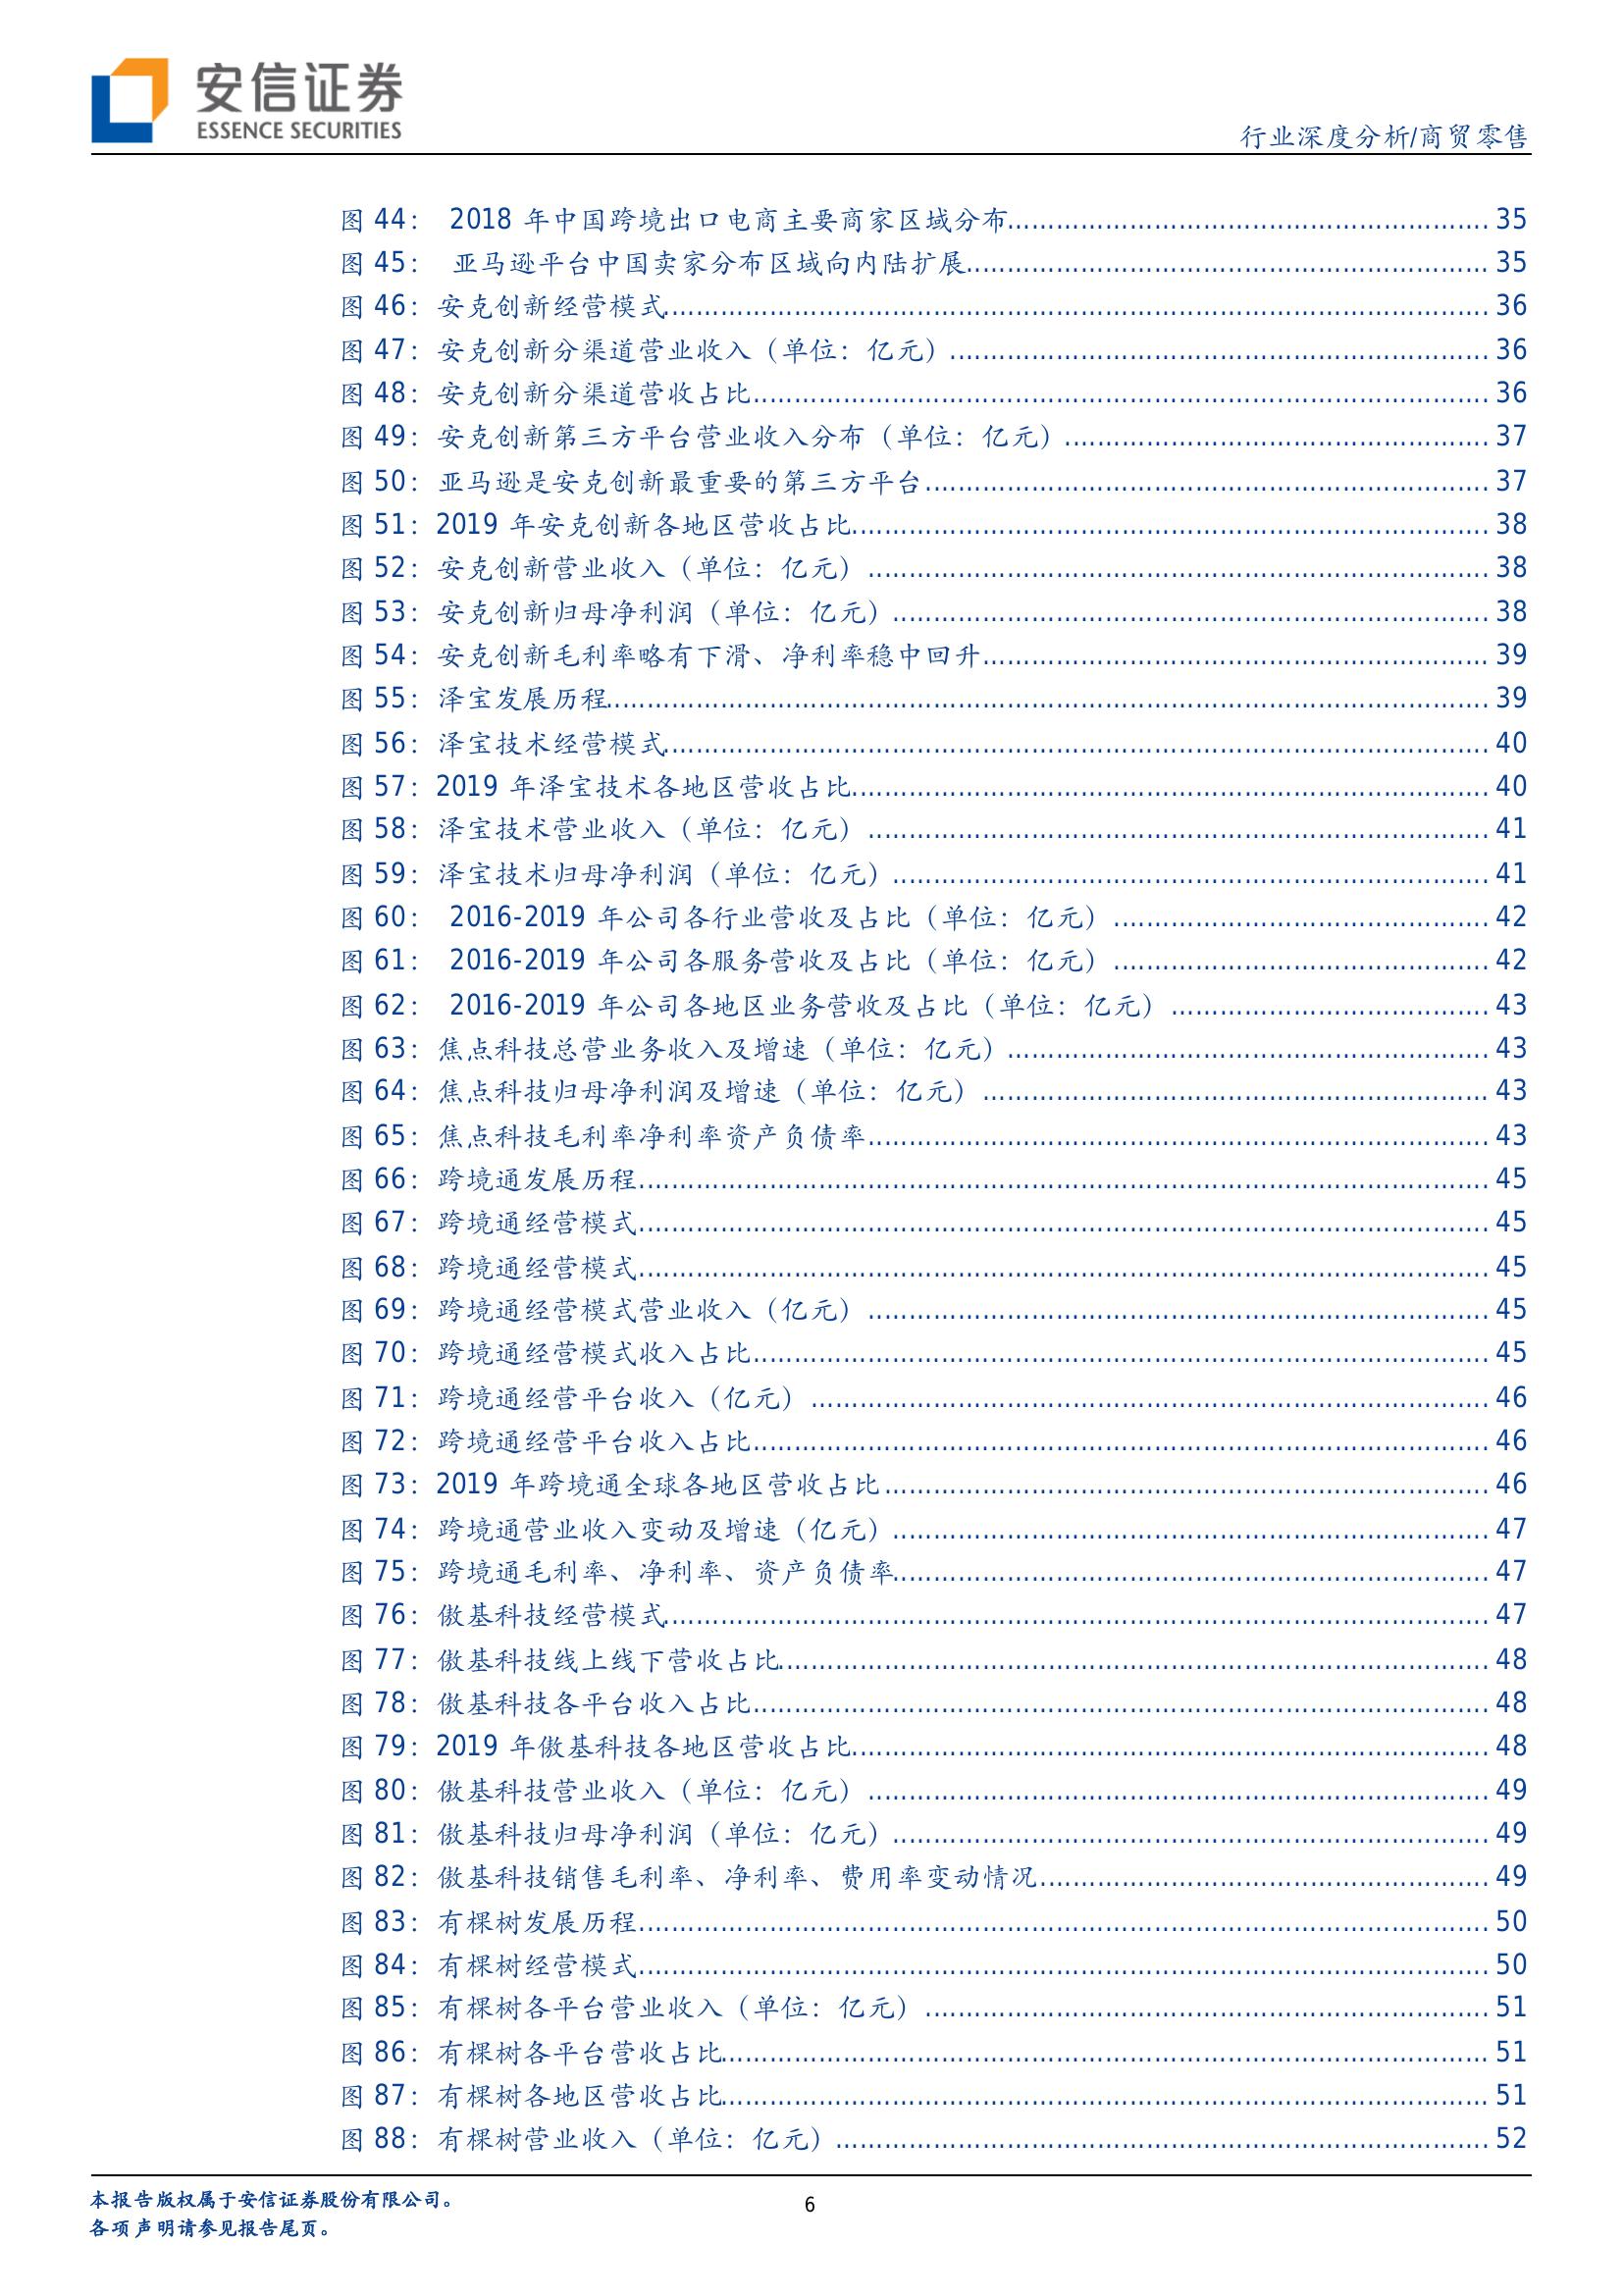 安信证券
ESSENCE SECURITIES
行业深度分析/商贸零售
图 44： 2018 年中国跨境出口电商主要商家区域分布 35
图 45： 亚马逊平台中国卖家分布区域向内陆扩展 35
图 46：安克创新经营模式 36
图 47：安克创新分渠道营业收入（单位：亿元） 36
图 48：安克创新分渠道营收占比 36
图 49：安克创新第三方平台营业收入分布（单位：亿元） 37
图 50：亚马逊是安克创新最重要的第三方平台 37
图 51：2019 年安克创新各地区营收占比 38
图 52：安克创新营业收入（单位：亿元） 38
图 53：安克创新归母净利润（单位：亿元） 38
图 54：安克创新毛利率略有下滑、净利率稳中回升 39
图 55：泽宝发展历程 39
图 56：泽宝技术经营模式 40
图 57：2019 年泽宝技术各地区营收占比 40
图 58：泽宝技术营业收入（单位：亿元） 41
图 59：泽宝技术归母净利润（单位：亿元） 41
图 60： 2016-2019 年公司各行业营收及占比（单位：亿元） 42
图 61： 2016-2019 年公司各服务营收及占比（单位：亿元） 42
图 62： 2016-2019 年公司各地区业务营收及占比（单位：亿元） 43
图 63：焦点科技总营业务收入及增速（单位：亿元） 43
图 64：焦点科技归母净利润及增速（单位：亿元） 43
图 65：焦点科技毛利率净利率资产负债率 43
图 66：跨境通发展历程 45
图 67：跨境通经营模式 45
图 68：跨境通经营模式 45
图 69：跨境通经营模式营业收入（亿元） 45
图 70：跨境通经营模式收入占比 45
图 71：跨境通经营平台收入（亿元） 46
图 72：跨境通经营平台收入占比 46
图 73：2019 年跨境通全球各地区营收占比 46
图 74：跨境通营业收入变动及增速（亿元） 47
图 75：跨境通毛利率、净利率、资产负债率 47
图 76：傲基科技经营模式 47
图 77：傲基科技线上线下营收占比 48
图 78：傲基科技各平台收入占比 48
图 79：2019 年傲基科技各地区营收占比 48
图 80：傲基科技营业收入（单位：亿元） 49
图 81：傲基科技归母净利润（单位：亿元） 49
图 82：傲基科技销售毛利率、净利率、费用率变动情况 49
图 83：有棵树发展历程 50
图 84：有棵树经营模式 50
图 85：有棵树各平台营业收入（单位：亿元） 51
图 86：有棵树各平台营收占比 51
图 87：有棵树各地区营收占比 51
图 88：有棵树营业收入（单位：亿元） 52
本报告版权属于安信证券股份有限公司。
各项声明请参见报告尾页。
6